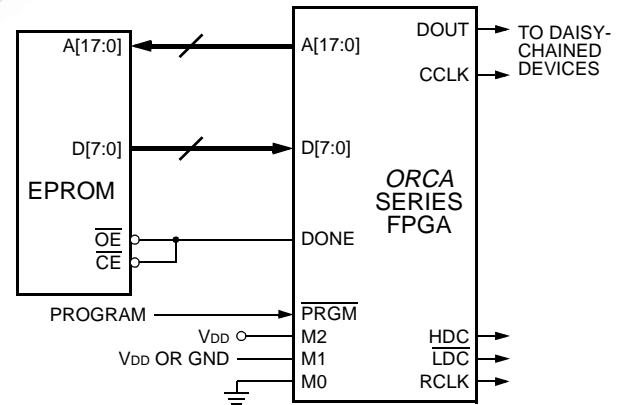 A[17:0]
D[7:0]
EPROM
OE
CE
PROGRAM
VDD
VDD OR GND
A[17:0]
D[7:0]
DONE
PRGM
M2
M1
M0
ORCA
SERIES
FPGA
DOUT
CCLK
HDC
LDC
RCLK
TO DAISY-
CHAINED
DEVICES